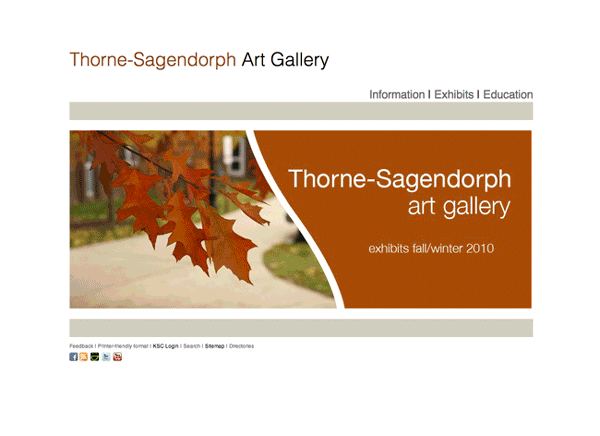 Thorne-Sagendorph Art Gallery
Information | Exhibits | Education
Thorne-Sagendorph
art gallery
exhibits fall/winter 2010
Feedback | Printer-friendly format | KSC Login | Search | Sitemap | Directories